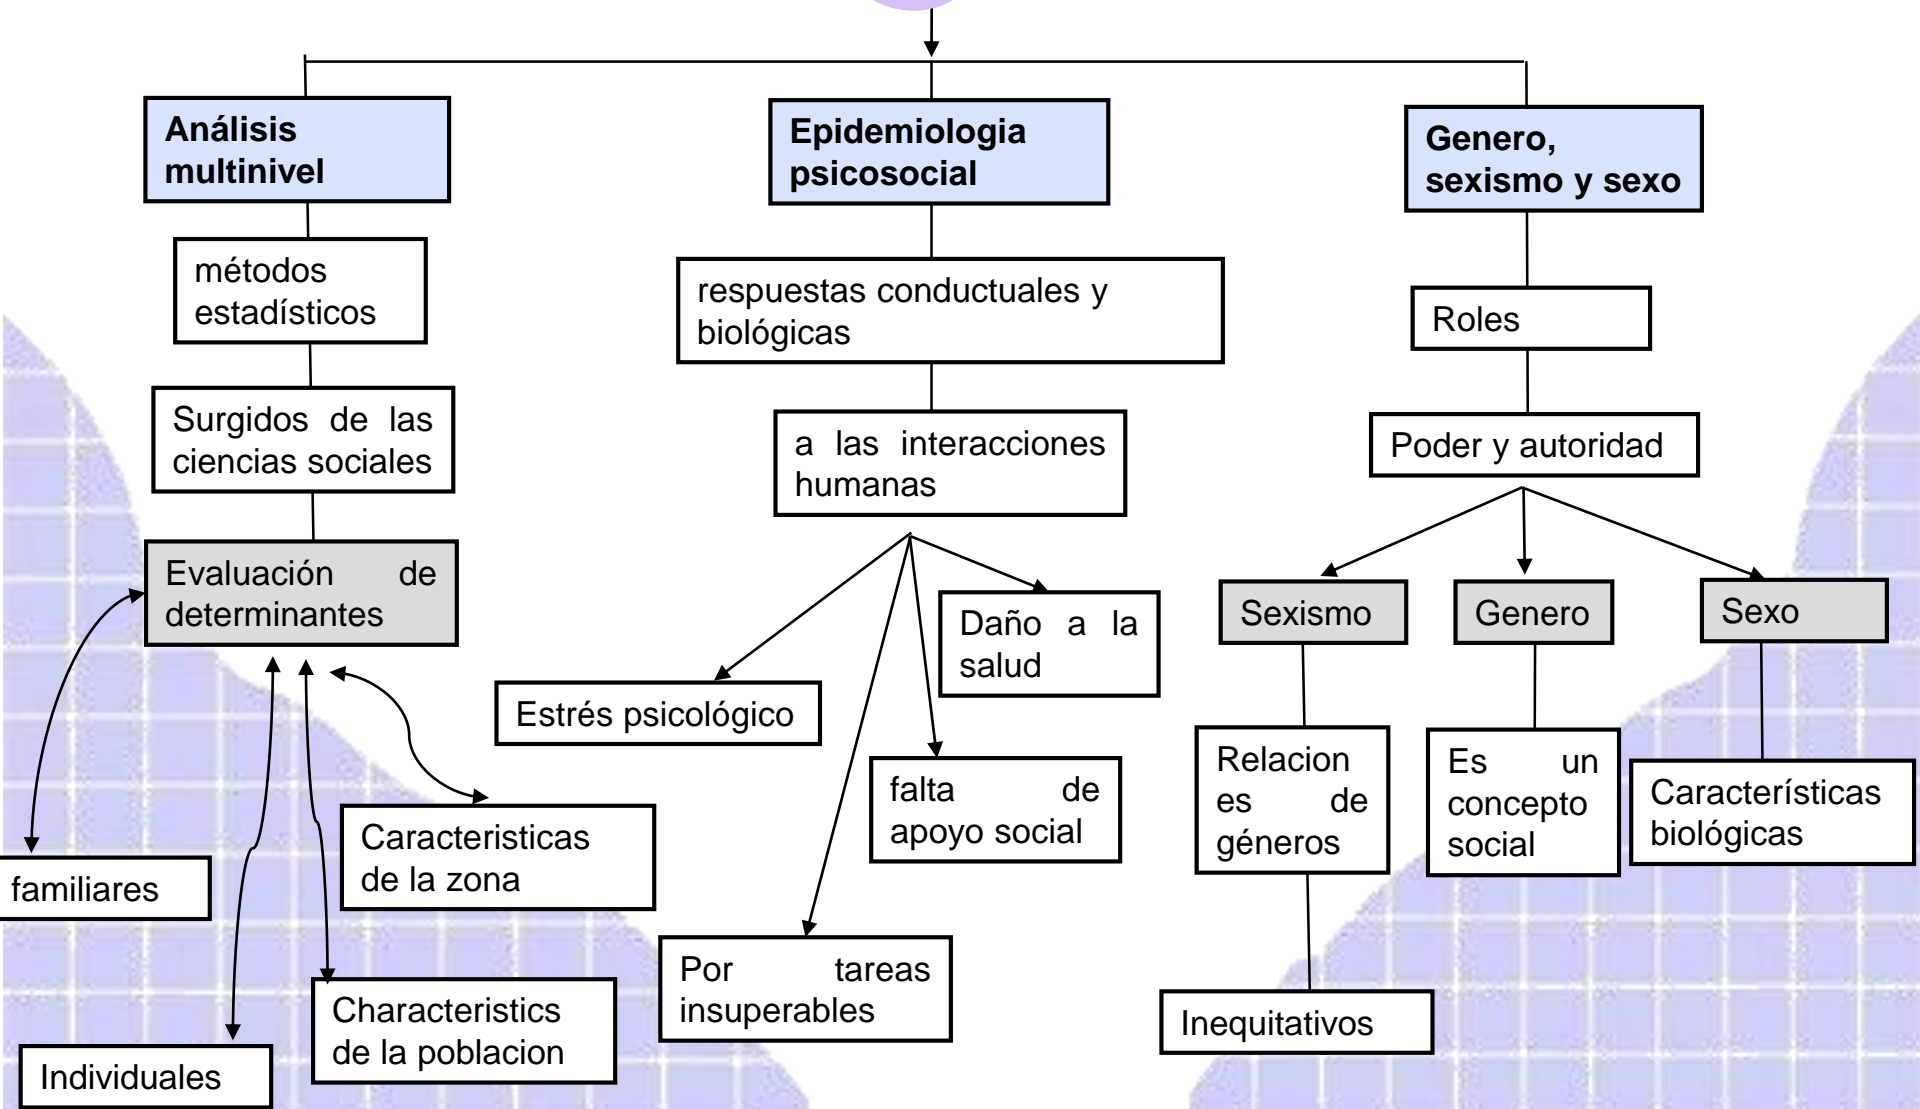 Análisis
multinivel
métodos
estadísticos
Surgidos de las
ciencias sociales
Evaluación de
determinantes
familiares
Individuales
Characteristics
de la poblacion
Caracteristicas
de la zona
Epidemiologia
psicosocial
respuestas conductuales y
biológicas
a las interacciones
humanas
Estrés psicológico
Por tareas
insuperables
falta de
apoyo social
Daño a la
salud
Genero,
sexismo y sexo
Roles
Poder y autoridad
Sexismo
Relacion
es de
géneros
Inequitativos
Genero
Es un
concepto
social
Sexo
Características
biológicas